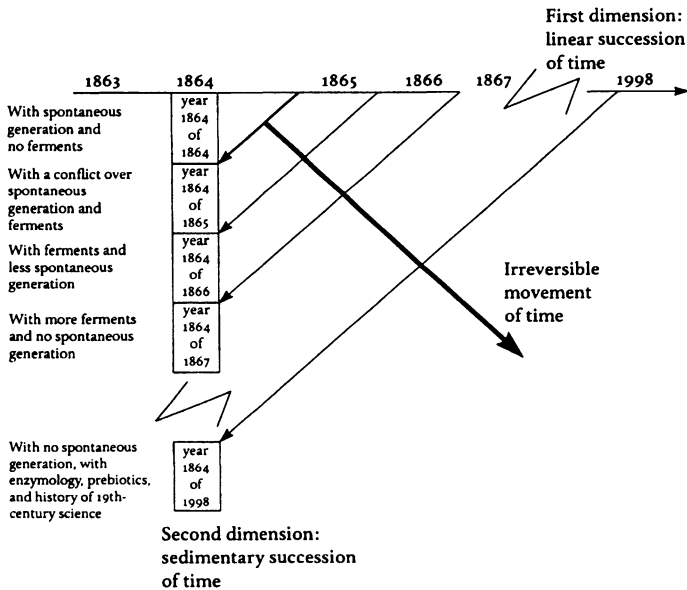 First dimension:
linear succession
of time
1863
1864
1865
1866
1867
1998
With spontaneous
generation and
no ferments
year
1864
of
1864
With a conflict over
spontaneous
generation and
ferments
year
1864
of
1865
With ferments and
less spontaneous
generation
year
1864
of
1866
With more ferments
and no spontaneous
generation
year
1864
of
1867
Irreversible
movement
of time
With no spontaneous
generation, with
enzymology, prebiotics,
and history of 19th-
century science
year
1864
of
1998
Second dimension:
sedimentary succession
of time